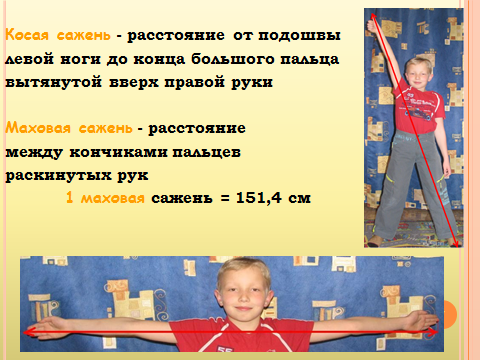 Косая сажень - расстояние от подошвы
левой ноги до конца большого пальца
вытянутой вверх правой руки
Маховая сажень - расстояние
между кончиками пальцев
раскинутых рук
1 маховая сажень = 151,4 см